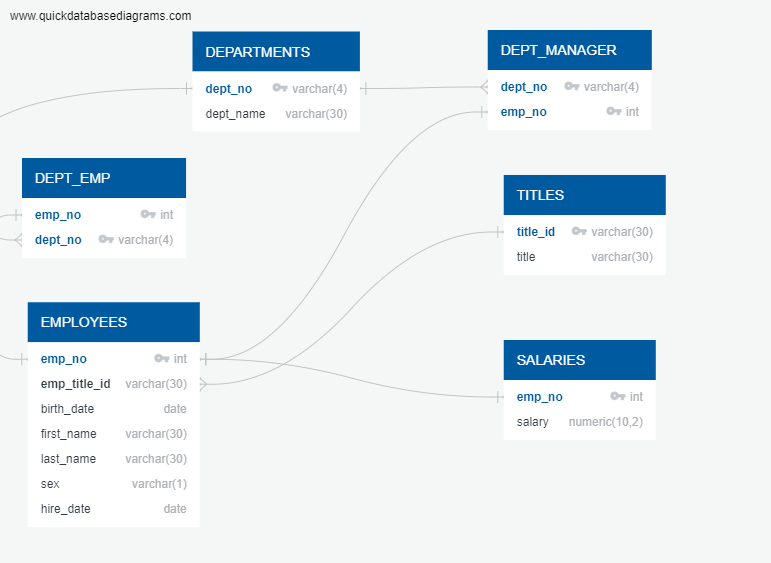 www.quickdatabasediagrams.com
DEPARTMENTS
dept_no varchar(4)
dept_name varchar(30)
DEPT_MANAGER
dept_no varchar(4)
emp_no int
DEPT_EMP
emp_no int
dept_no varchar(4)
TITLES
title_id varchar(30)
title varchar(30)
EMPLOYEES
emp_no int
emp_title_id varchar(30)
birth_date date
first_name varchar(30)
last_name varchar(30)
sex varchar(1)
hire_date date
SALARIES
emp_no int
salary numeric(10,2)